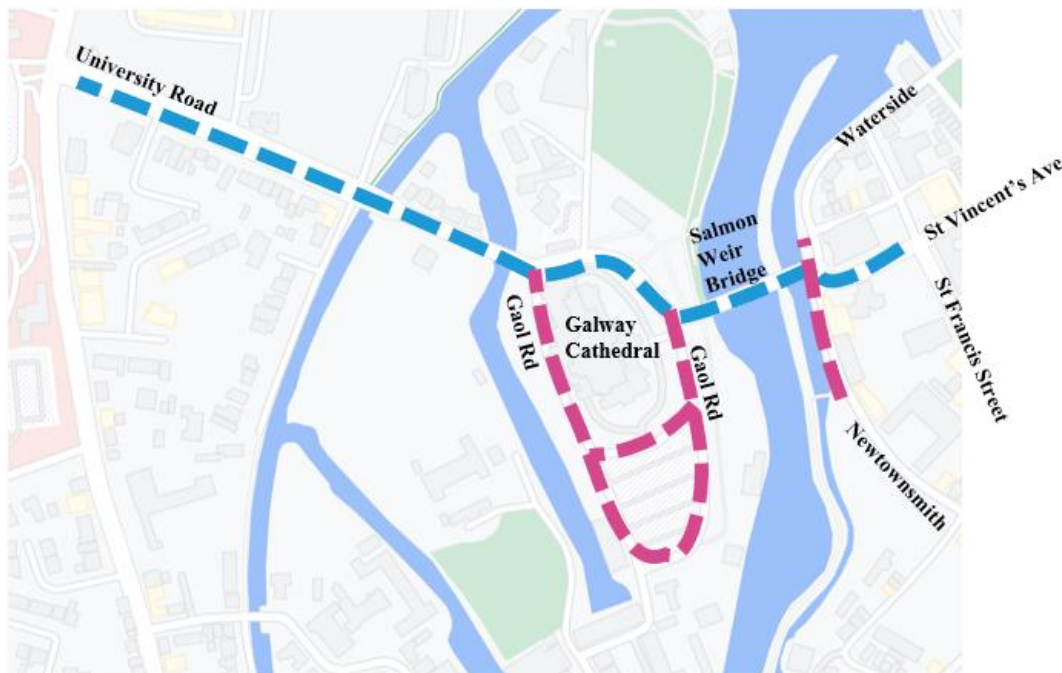 University Road
Waterside
St Vincent's Ave
Salmon
Weir
Bridge
Gaol Rd
Galway
Cathedral
Gaol Rd
St Francis Street
Newtownsmith